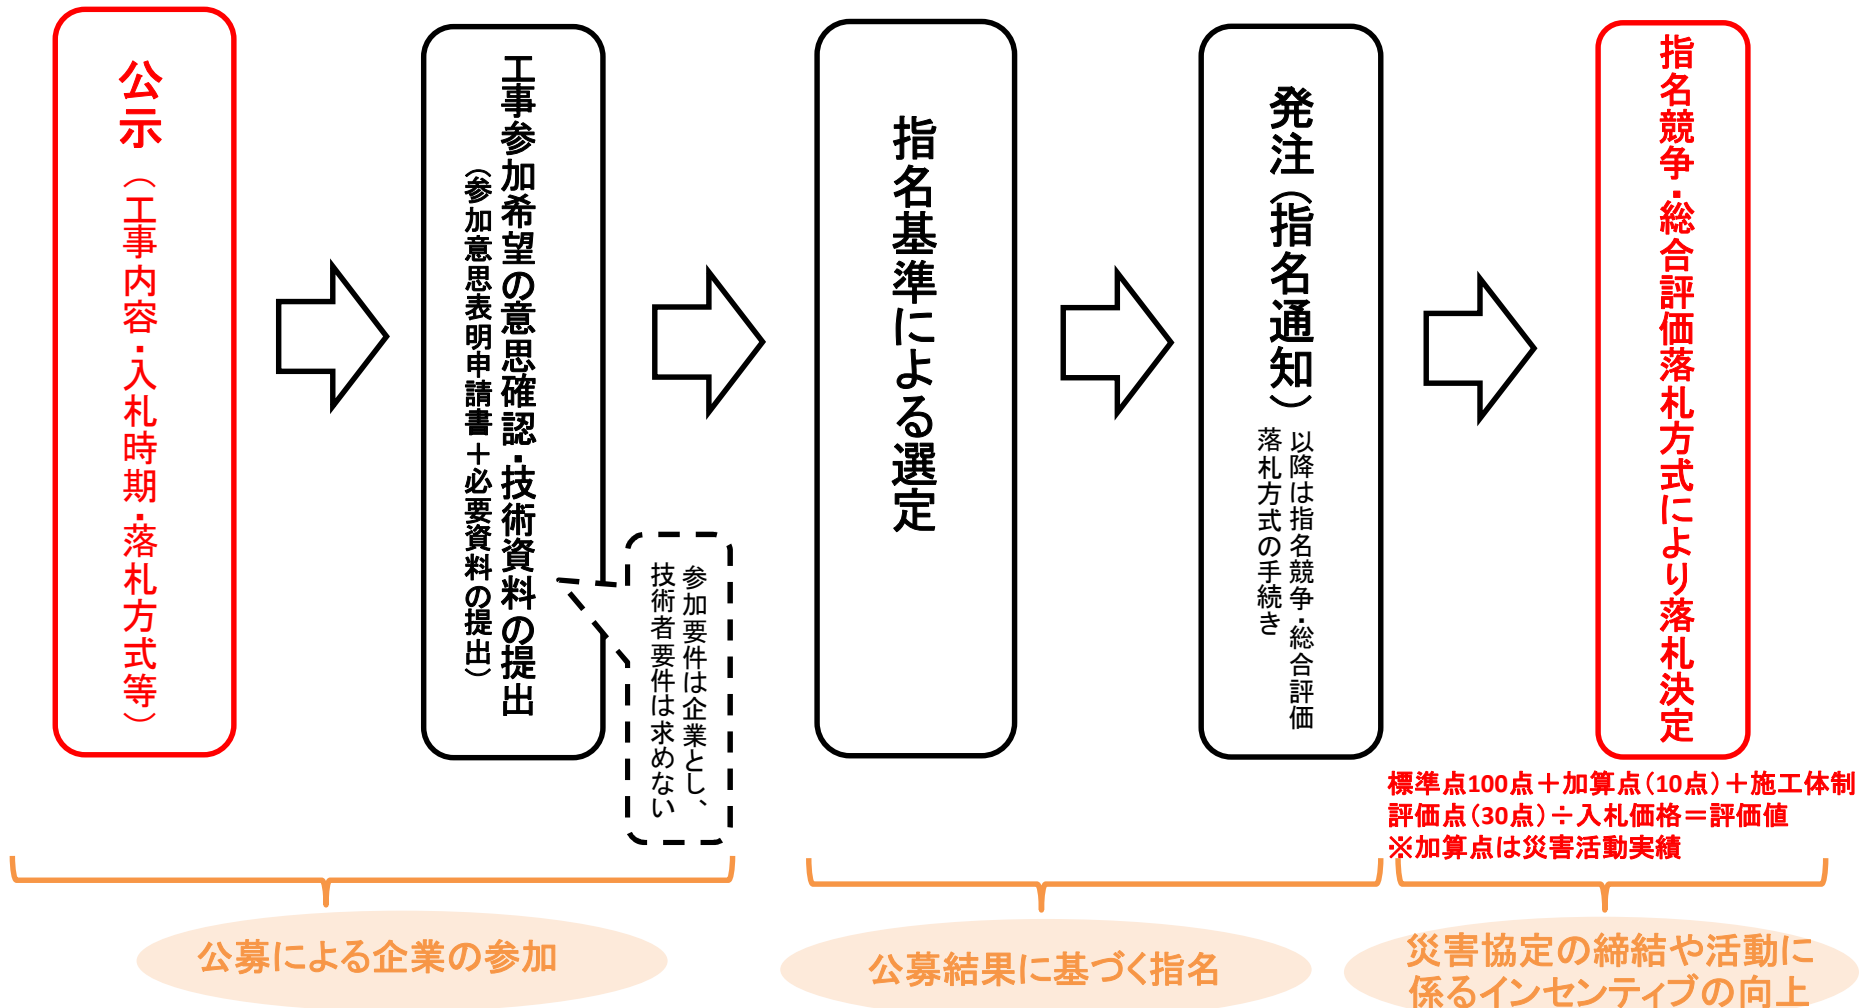 公示（工事内容・入札時期・落札方式等）
工事参加希望の意思確認・技術資料の提出
（参加意思表明申請書＋必要資料の提出）
参加要件は企業とし、
技術者要件は求めない
指名基準による選定
発注（指名通知）
以降は指名競争・総合評価
落札方式の手続き
指名競争・総合評価落札方式により落札決定
標準点100点＋加算点（10点）＋施工体制
評価点（30点）÷入札価格＝評価値
※加算点は災害活動実績
公募による企業の参加
公募結果に基づく指名
災害協定の締結や活動に
係るインセンティブの向上